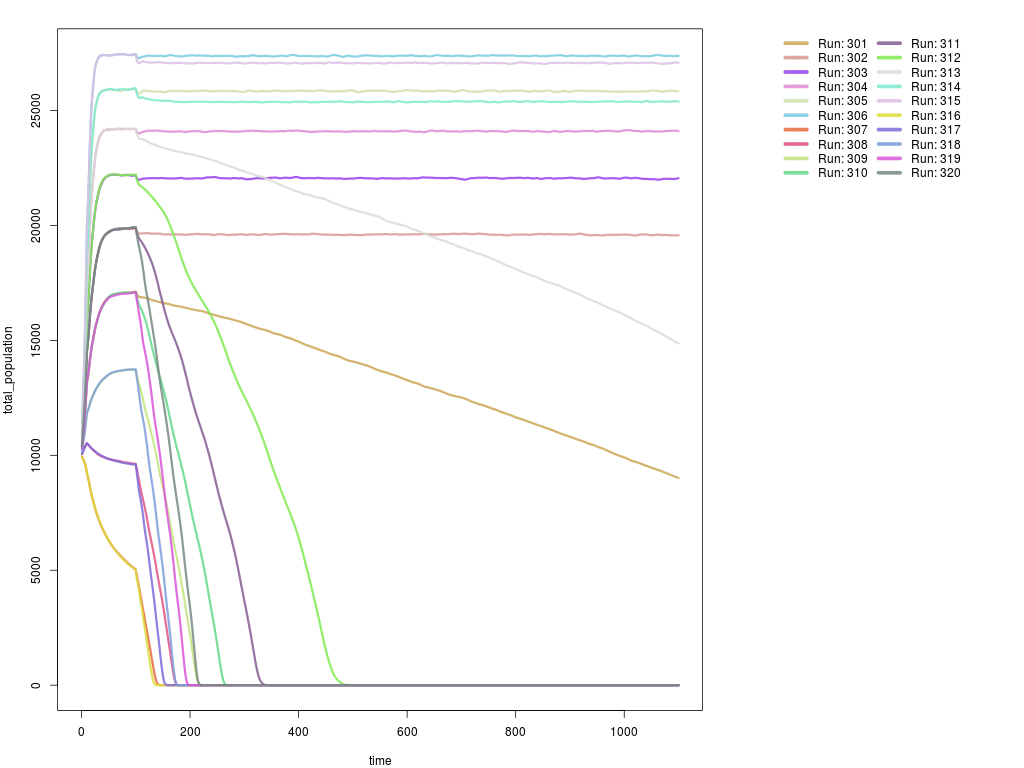 Run: 301
Run: 302
Run: 303
Run: 304
Run: 305
Run: 306
Run: 307
Run: 308
Run: 309
Run: 310
Run: 311
Run: 312
Run: 313
Run: 314
Run: 315
Run: 316
Run: 317
Run: 318
Run: 319
Run: 320
total_population
25000
20000
15000
10000
5000
0
0 200 400 600 800 1000
time